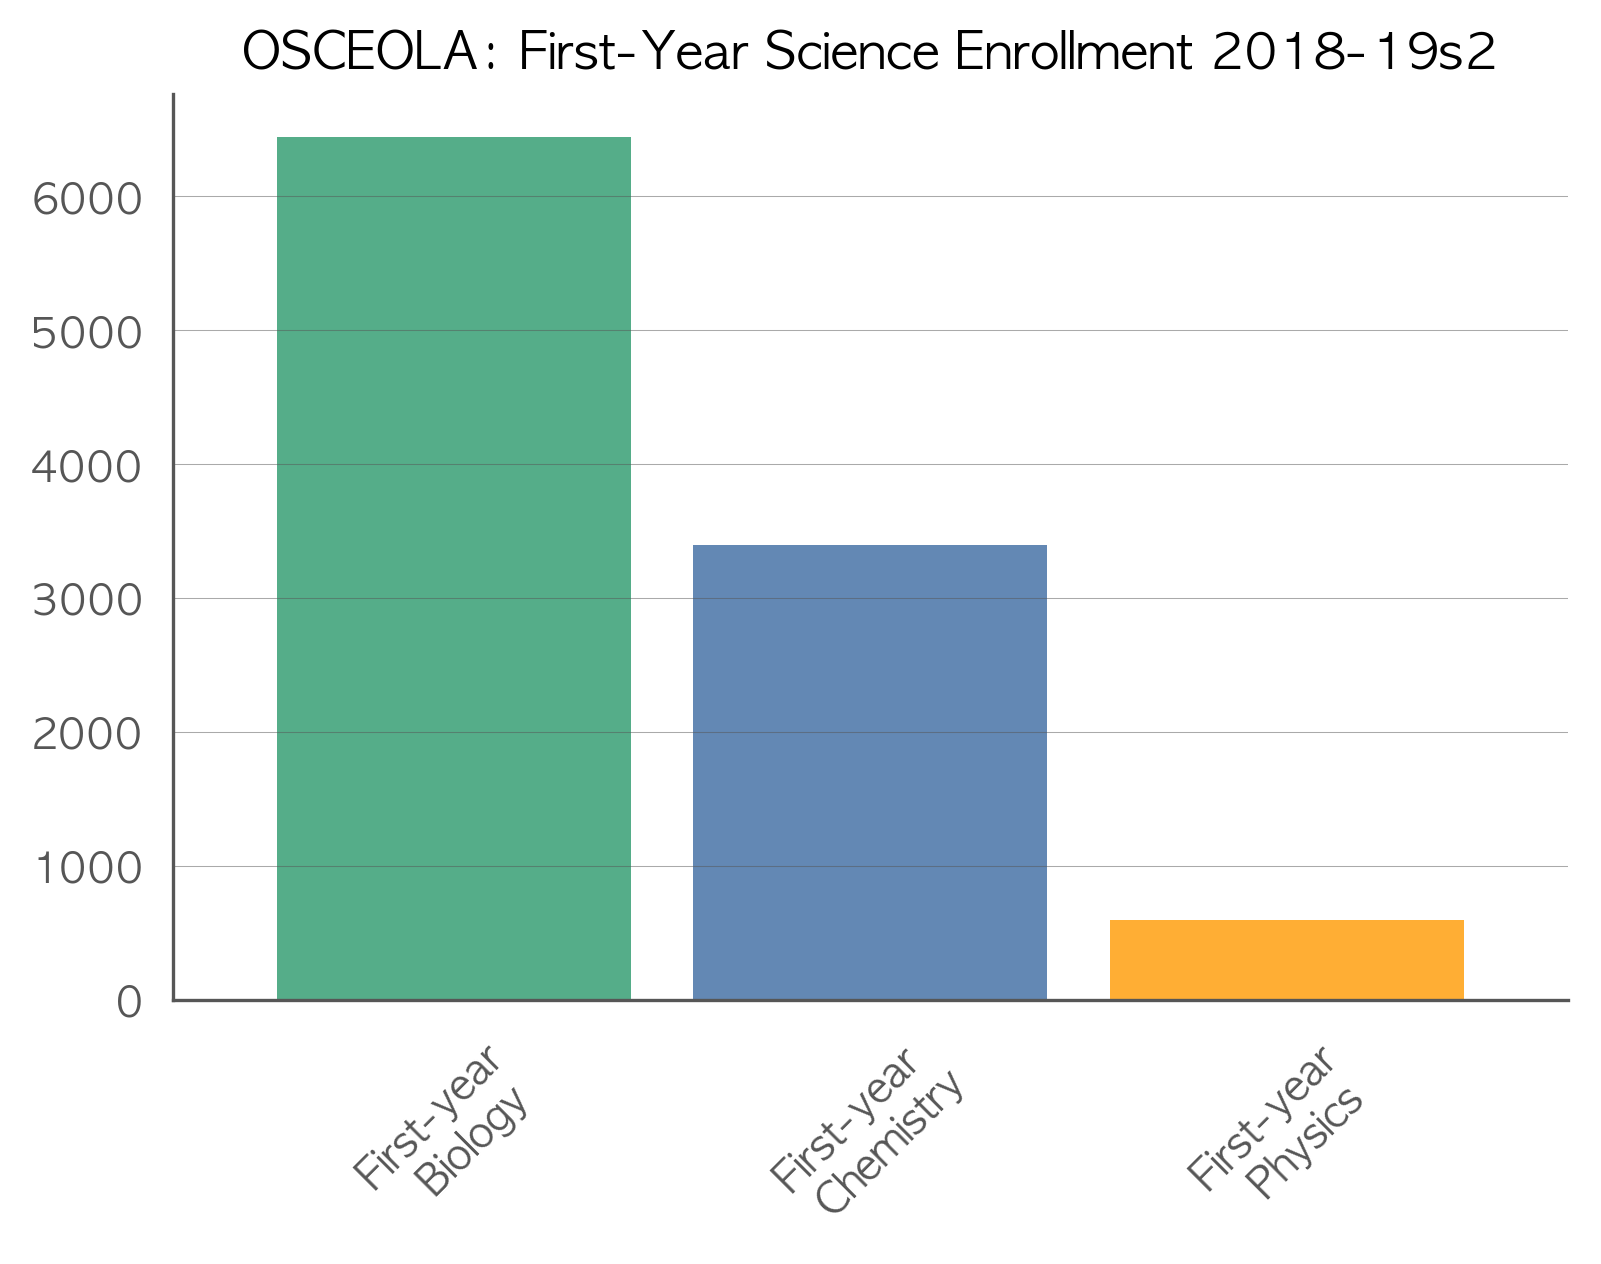 OSCEOLA: First-Year Science Enrollment 2018-19s2
6000
5000
4000
3000
2000
1000
0
First-year
Biology
First-year
Chemistry
First-year
Physics